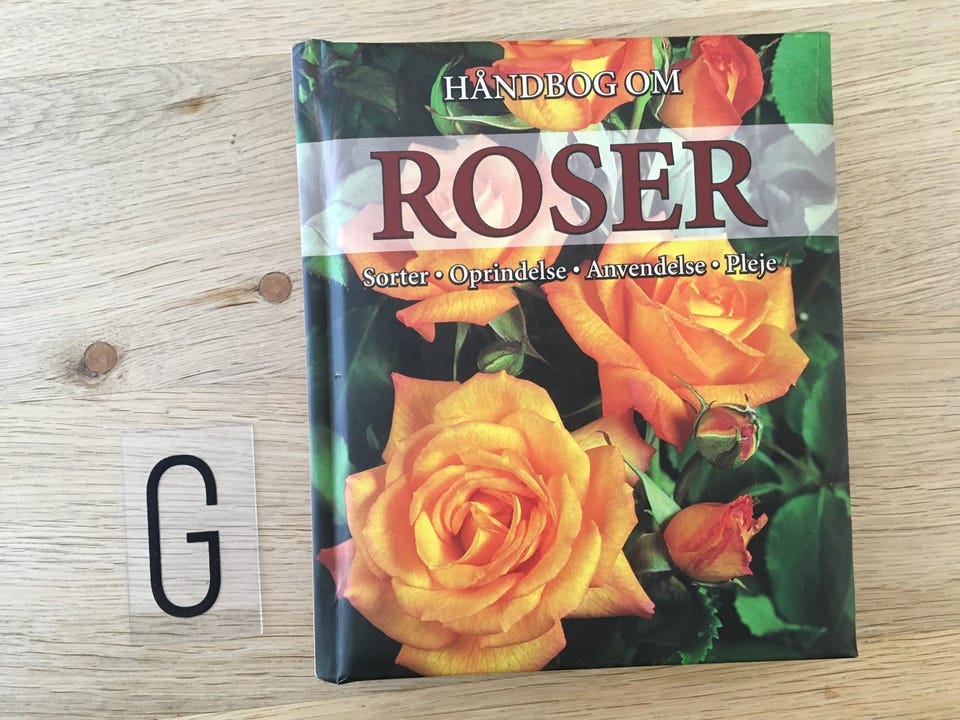 HÅNDBOG OM
ROSER
Sorter • Oprindelse • Anvendelse • Pleje
G